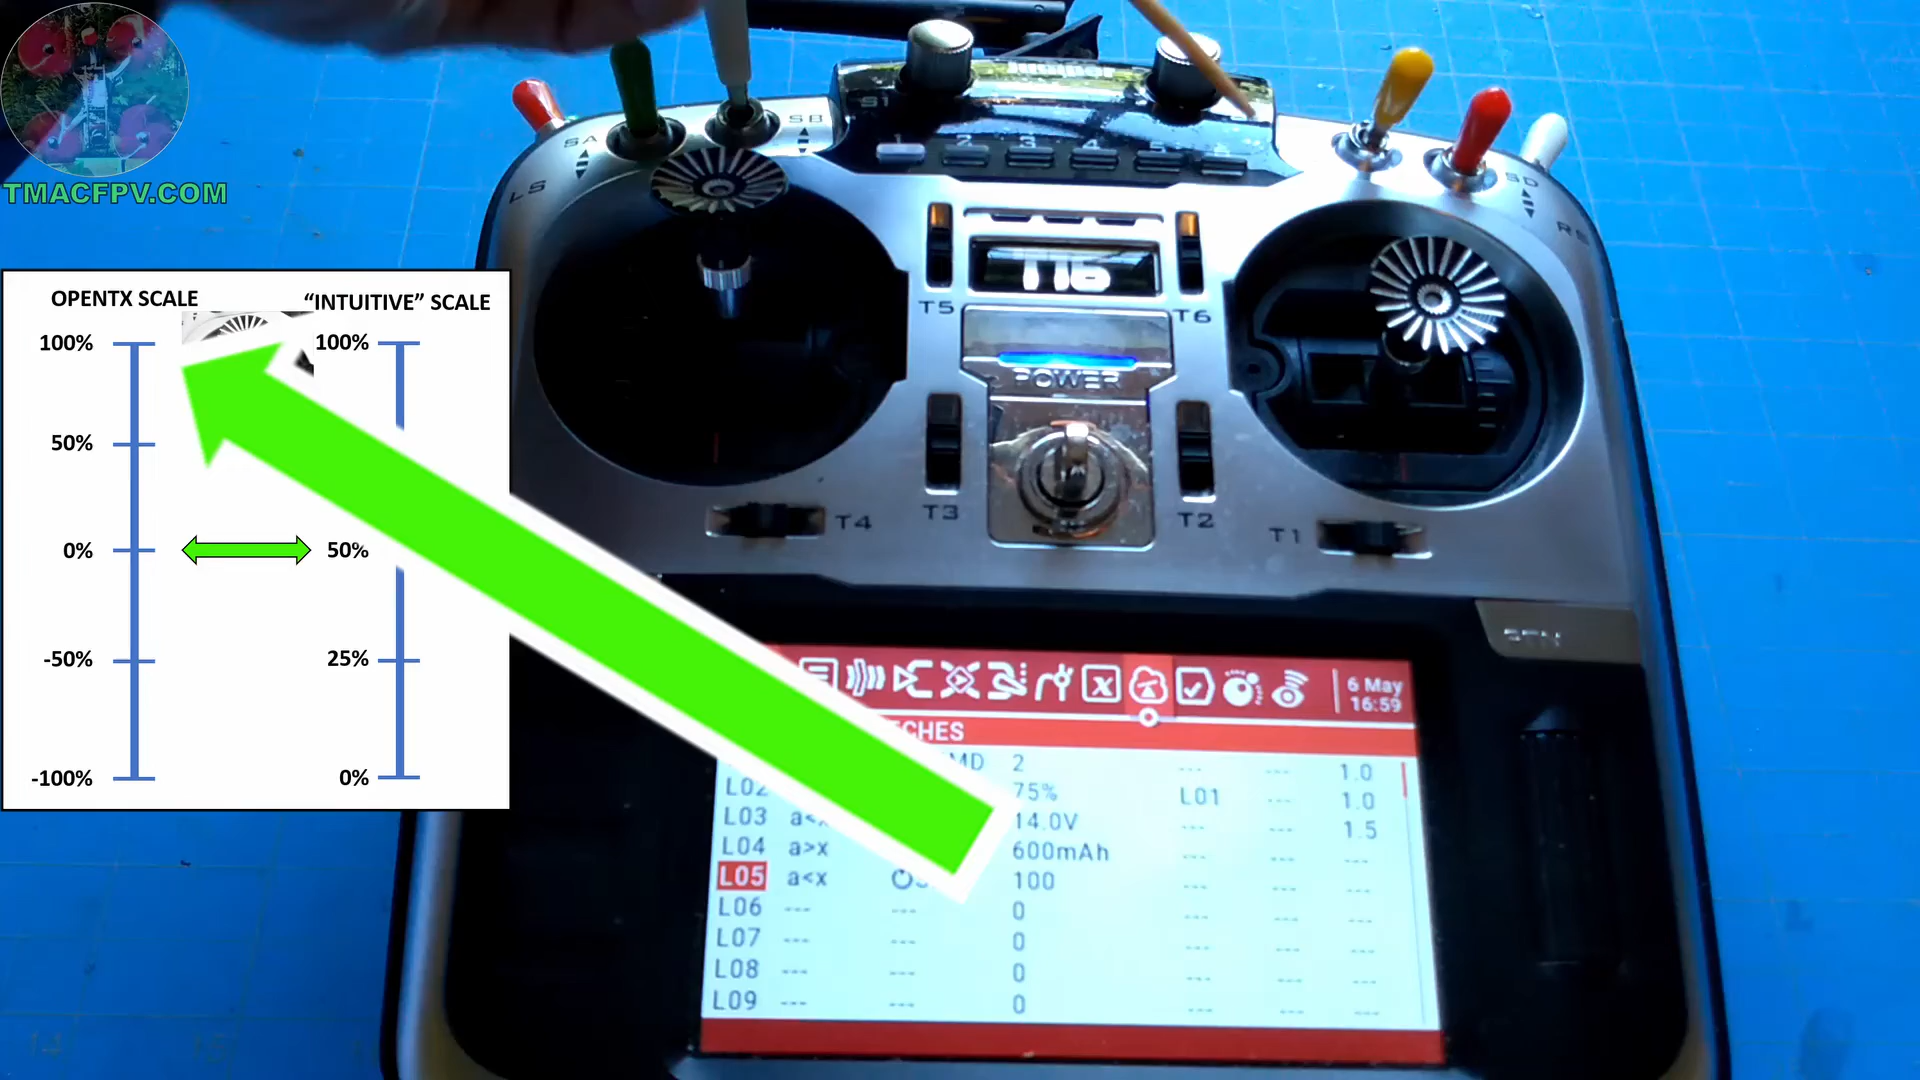 TMACFPV.COM
OPENTX SCALE
"INTUITIVE" SCALE
100%
100%
50%
0%
50%
-50%
25%
-100%
0%
SA
SB
S1
1 2 3 4 5
LS
SD
RS
T16
T5
T6
POWER
T4
T3
T2
T1
6 May
16:59
2 --- --- 1.0
L02 75% L01 --- 1.0
L03 14.0V --- --- 1.5
L04 a>x 600mAh --- --- ---
L05 a<x 100 --- --- ---
L06 --- --- 0 --- --- ---
L07 --- --- 0 --- --- ---
L08 --- --- 0 --- --- ---
L09 --- --- 0 --- --- ---